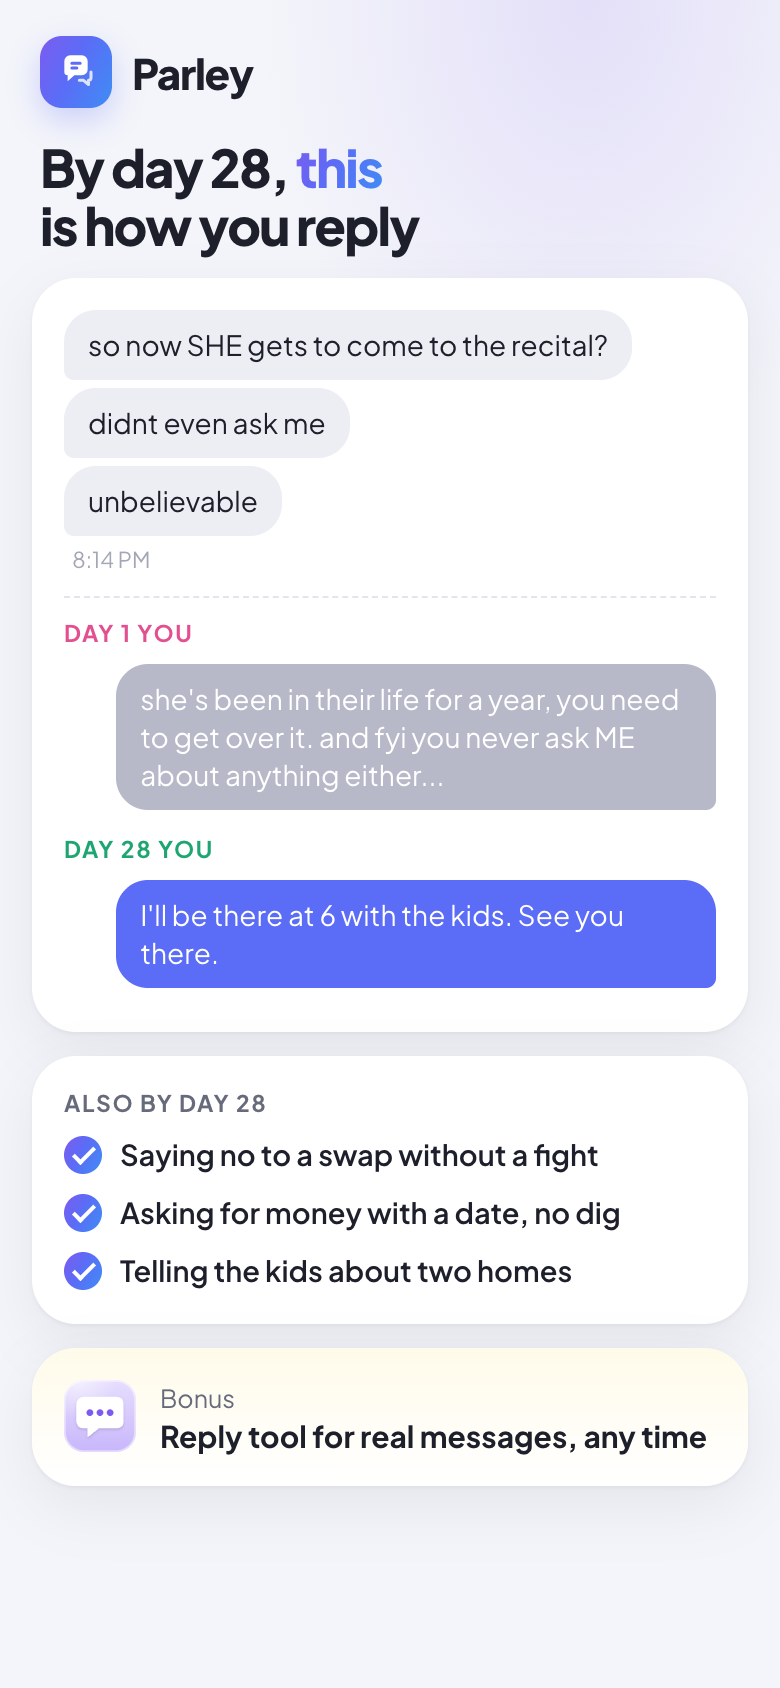 Parley
By day 28, this
is how you reply
so now SHE gets to come to the recital?
didnt even ask me
unbelievable
8:14 PM
DAY 1 YOU
she's been in their life for a year, you need
to get over it. and fyi you never ask ME
about anything either...
DAY 28 YOU
I'll be there at 6 with the kids. See you
there.
ALSO BY DAY 28
Saying no to a swap without a fight
Asking for money with a date, no dig
Telling the kids about two homes
Bonus
Reply tool for real messages, any time